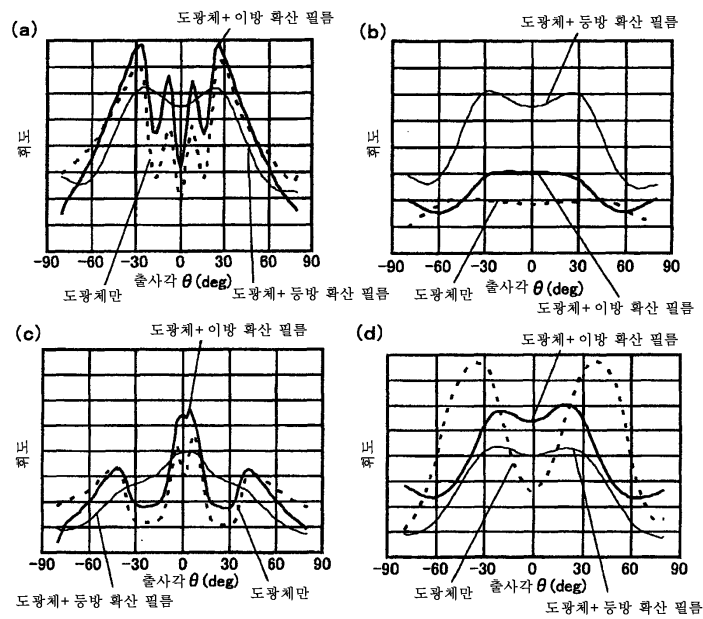 (a)
도광체+ 이방 확산 필름
휘도
-90 -60 -30 0 30 60 90
출사각 θ (deg)
도광체만
도광체+ 등방 확산 필름
(b)
도광체+ 등방 확산 필름
휘도
-90 -60 -30 0 30 60 90
출사각 θ (deg)
도광체만
도광체+ 이방 확산 필름
(c)
도광체+ 이방 확산 필름
휘도
-90 -60 -30 0 30 60 90
출사각 θ (deg)
도광체+ 등방 확산 필름
도광체만
(d)
도광체+ 이방 확산 필름
휘도
-90 -60 -30 0 30 60 90
출사각 θ (deg)
도광체만
도광체+ 등방 확산 필름